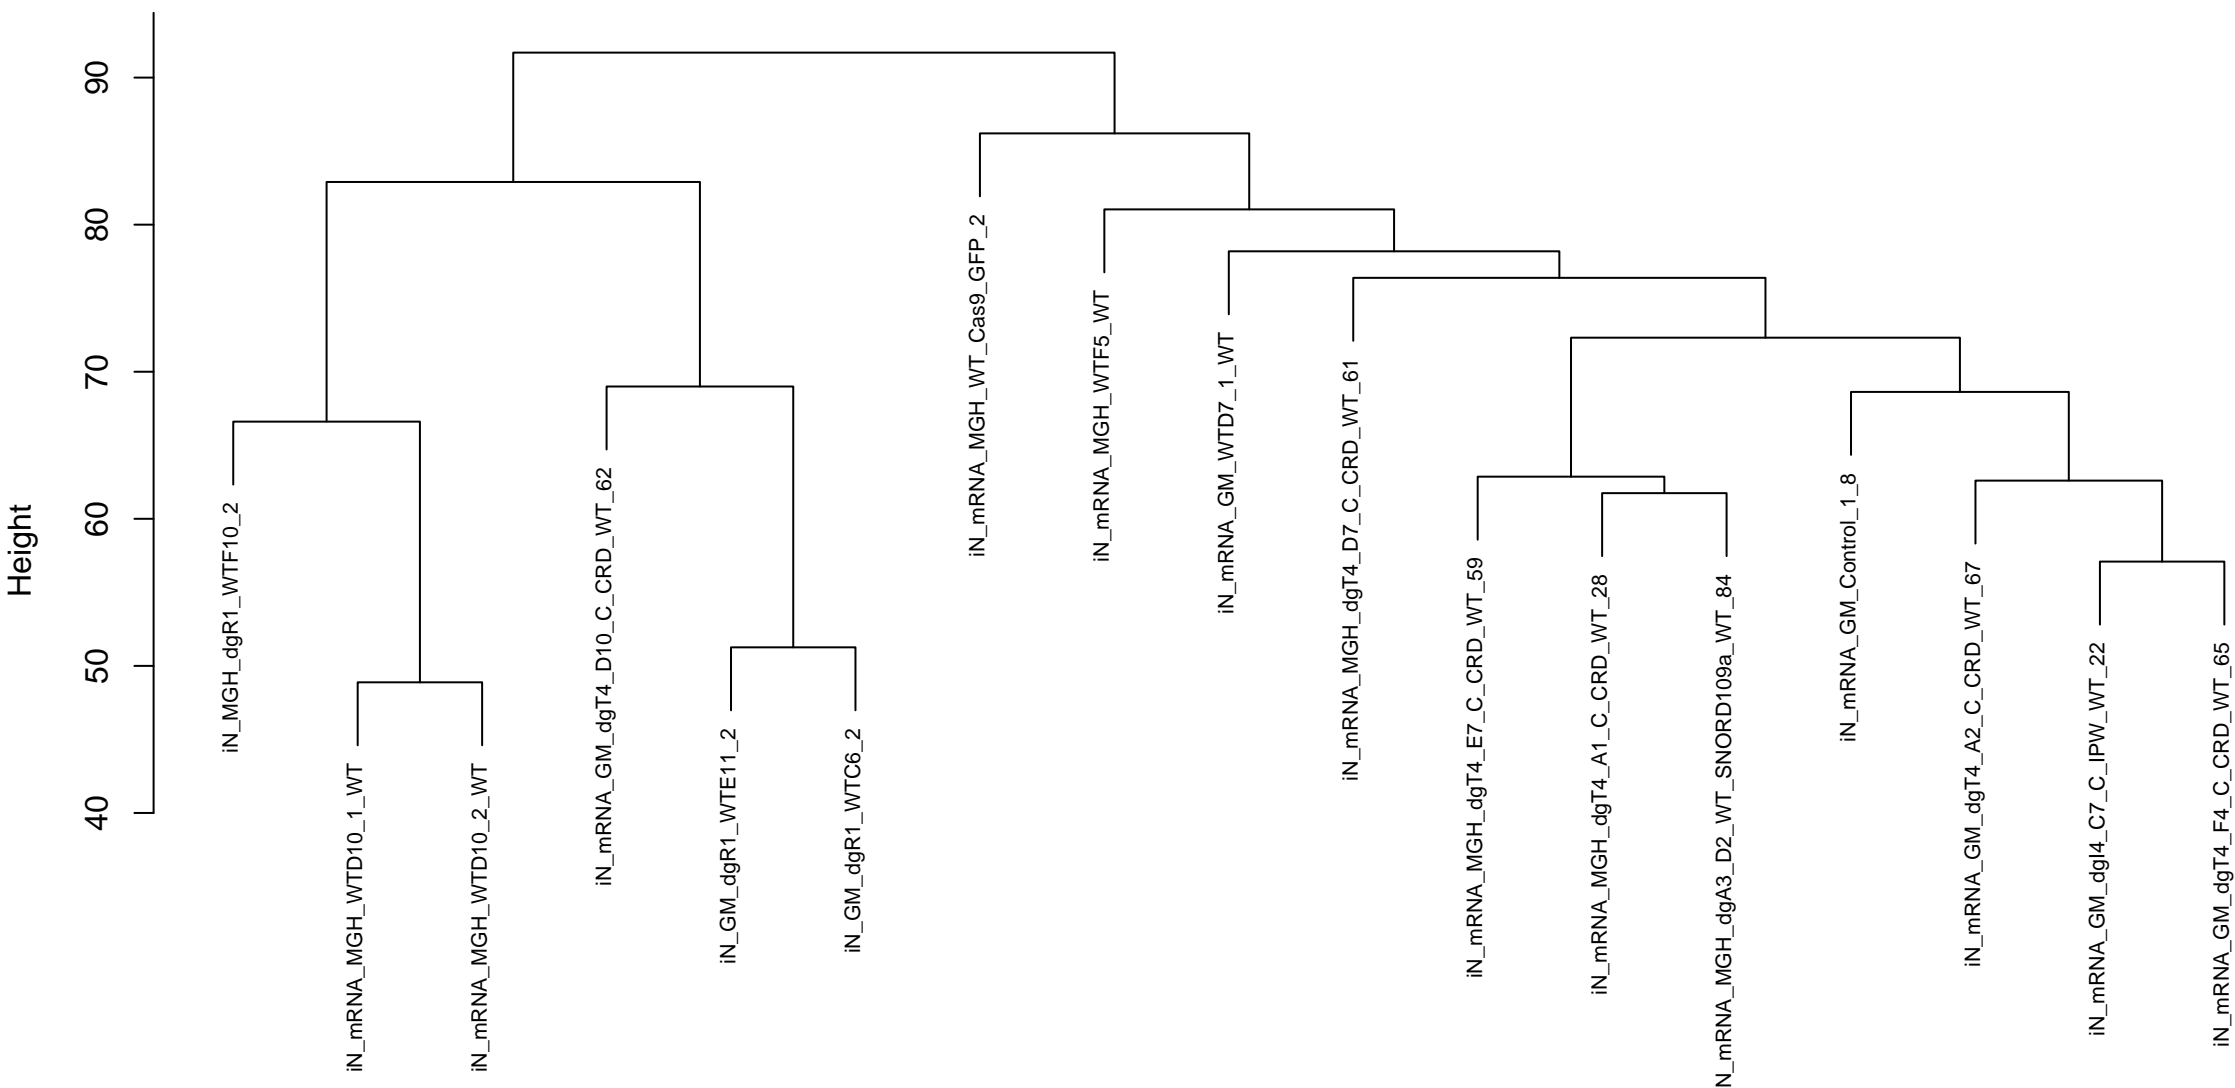 Height
90
80
70
60
50
40
iN_MGH_dgR1_WTF10_2
iN_mRNA_MGH_WTD10_1_WT
iN_mRNA_MGH_WTD10_2_WT
iN_mRNA_GM_dgT4_D10_C_CRD_WT_62
iN_GM_dgR1_WTE11_2
iN_GM_dgR1_WTC6_2
iN_mRNA_MGH_WT_Cas9_GFP_2
iN_mRNA_MGH_WTF5_WT
iN_mRNA_GM_WTD7_1_WT
iN_mRNA_MGH_dgT4_D7_C_CRD_WT_61
iN_mRNA_MGH_dgT4_E7_C_CRD_WT_59
iN_mRNA_MGH_dgT4_A1_C_CRD_WT_28
N_mRNA_MGH_dgA3_D2_WT_SNORD109a_WT_84
iN_mRNA_GM_Control_1_8
iN_mRNA_GM_dgT4_A2_C_CRD_WT_67
iN_mRNA_GM_dgI4_C7_C_IPW_WT_22
iN_mRNA_GM_dgT4_F4_C_CRD_WT_65